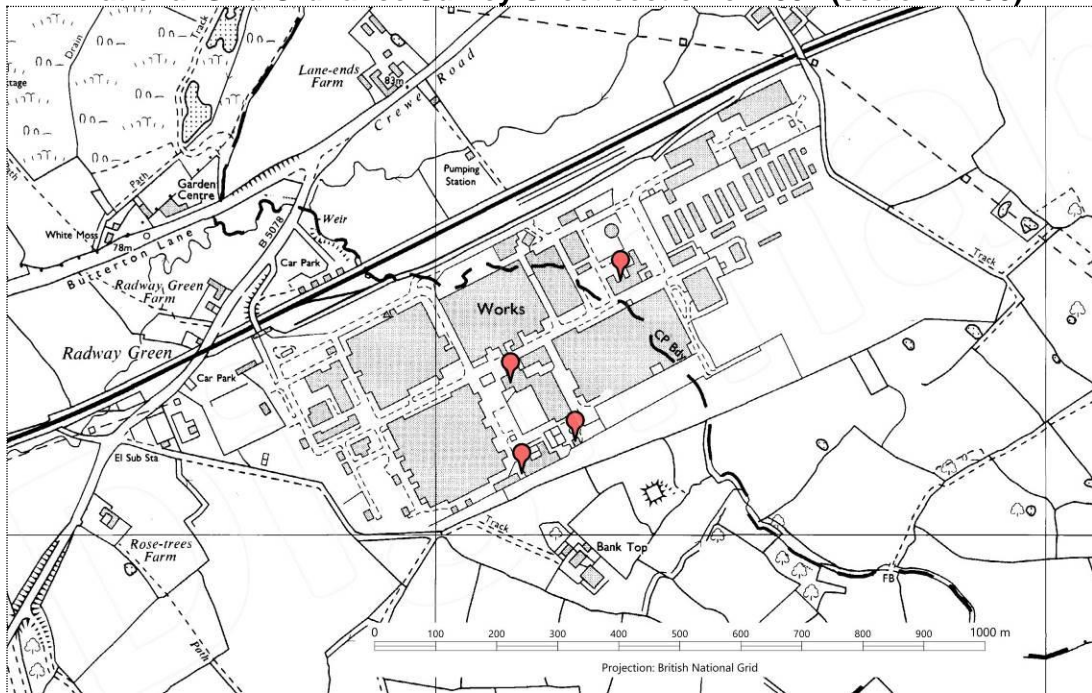 Track
Drain
tage
Lane-ends
Farm
83m
Crewe Road
Path
Path
Garden
Centre
Pumping
Station
White Moss
78m
Butterton Lane
Weir
B 5078
Car Park
Radway Green
Farm
Track
Works
Radway Green
CP Bdy
Car Park
El Sub Sta
Track
Bank Top
Rose-trees
Farm
FB
Path
0 100 200 300 400 500 600 700 800 900 1000 m
Projection: British National Grid